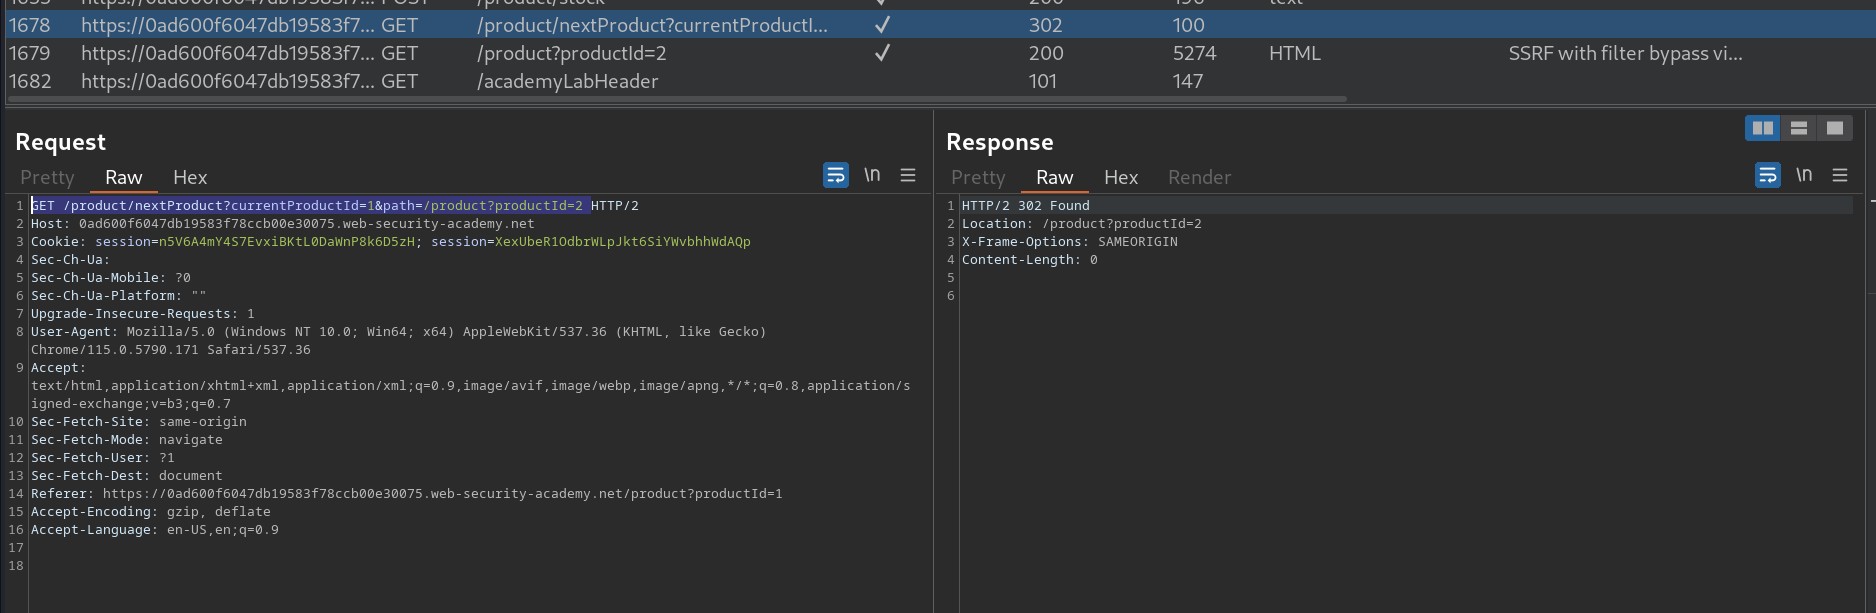 1678 https://0ad600f6047db19583f7... GET /product/nextProduct?currentProductI... ✓ 302 100
1679 https://0ad600f6047db19583f7... GET /product?productId=2 ✓ 200 5274 HTML SSRF with filter bypass vi...
1682 https://0ad600f6047db19583f7... GET /academyLabHeader 101 147
Request
Pretty Raw Hex \n
1 GET /product/nextProduct?currentProductId=1&path=/product?productId=2 HTTP/2
2 Host: 0ad600f6047db19583f78ccb00e30075.web-security-academy.net
3 Cookie: session=n5V6A4mY4S7EvxiBKtL0DaWnP8k6D5zH; session=XexUbeR1OdbrWLpJkt6SiYWvbhhWdAQp
4 Sec-Ch-Ua:
5 Sec-Ch-Ua-Mobile: ?0
6 Sec-Ch-Ua-Platform: ""
7 Upgrade-Insecure-Requests: 1
8 User-Agent: Mozilla/5.0 (Windows NT 10.0; Win64; x64) AppleWebKit/537.36 (KHTML, like Gecko)
Chrome/115.0.5790.171 Safari/537.36
9 Accept:
text/html,application/xhtml+xml,application/xml;q=0.9,image/avif,image/webp,image/apng,*/*;q=0.8,application/s
igned-exchange;v=b3;q=0.7
10 Sec-Fetch-Site: same-origin
11 Sec-Fetch-Mode: navigate
12 Sec-Fetch-User: ?1
13 Sec-Fetch-Dest: document
14 Referer: https://0ad600f6047db19583f78ccb00e30075.web-security-academy.net/product?productId=1
15 Accept-Encoding: gzip, deflate
16 Accept-Language: en-US,en;q=0.9
17
18
Response
Pretty Raw Hex Render \n
1 HTTP/2 302 Found
2 Location: /product?productId=2
3 X-Frame-Options: SAMEORIGIN
4 Content-Length: 0
5
6